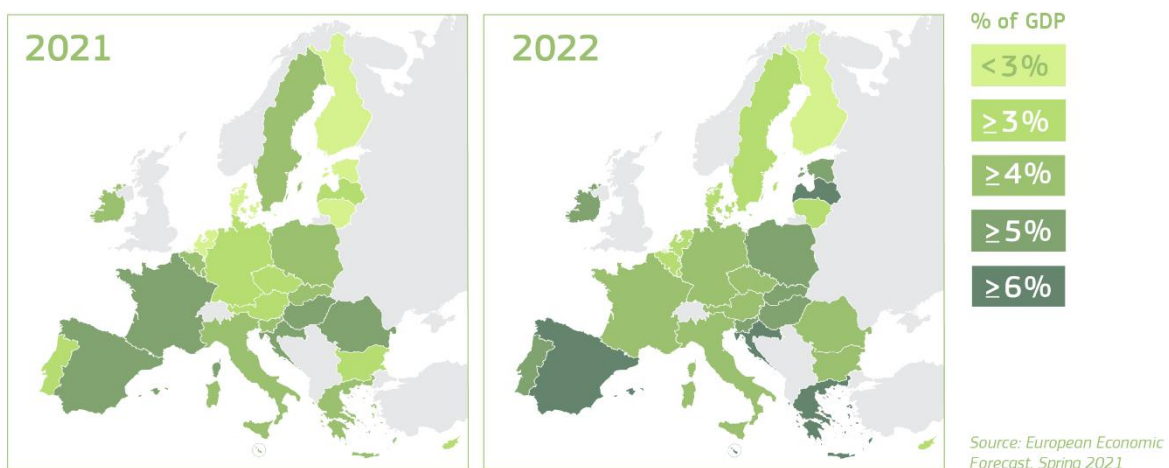 2021
2022
% of GDP
<3%
≥3%
≥4%
≥5%
≥6%
Source: European Economic
Forecast, Spring 2021